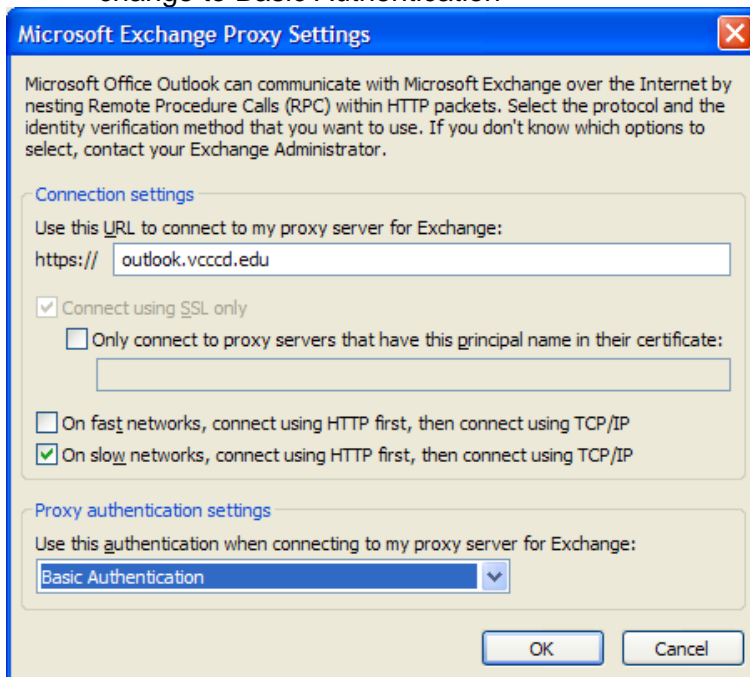 change to Basic Authentication
Microsoft Exchange Proxy Settings
Microsoft Office Outlook can communicate with Microsoft Exchange over the Internet by
nesting Remote Procedure Calls (RPC) within HTTP packets. Select the protocol and the
identity verification method that you want to use. If you don't know which options to
select, contact your Exchange Administrator.
Connection settings
Use this URL to connect to my proxy server for Exchange:
https:// outlook.vcccd.edu
Connect using SSL only
Only connect to proxy servers that have this principal name in their certificate:
On fast networks, connect using HTTP first, then connect using TCP/IP
On slow networks, connect using HTTP first, then connect using TCP/IP
Proxy authentication settings
Use this authentication when connecting to my proxy server for Exchange:
Basic Authentication
OK Cancel